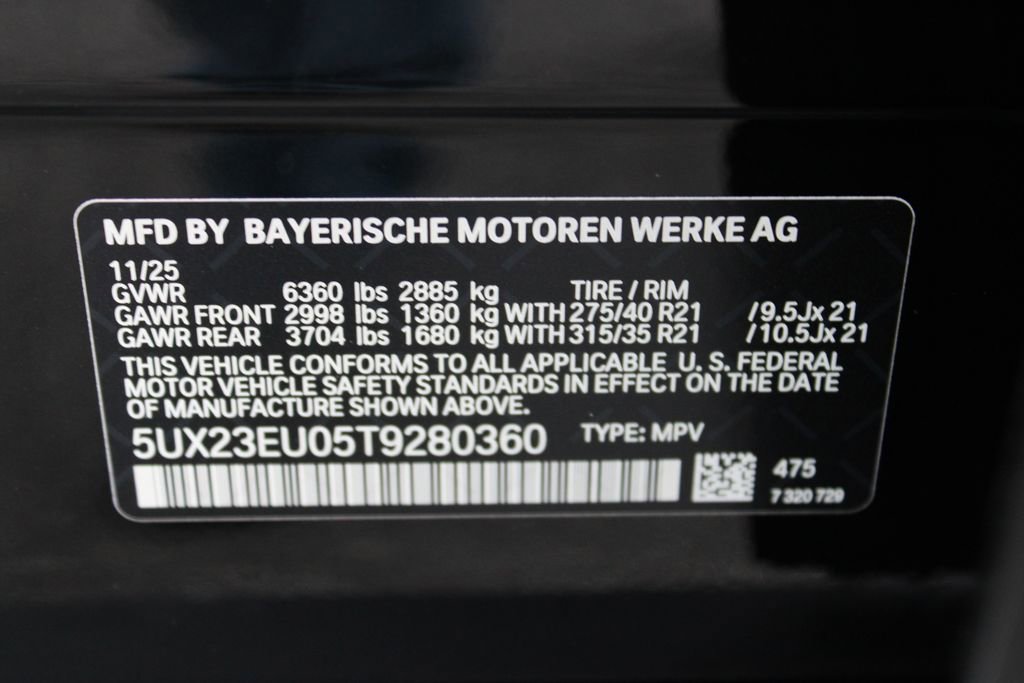 MFD BY BAYERISCHE MOTOREN WERKE AG
11/25
GVWR 6360 lbs 2885 kg TIRE / RIM
GAWR FRONT 2998 lbs 1360 kg WITH 275/40 R21 /9.5Jx 21
GAWR REAR 3704 lbs 1680 kg WITH 315/35 R21 /10.5Jx 21
THIS VEHICLE CONFORMS TO ALL APPLICABLE U. S. FEDERAL
MOTOR VEHICLE SAFETY STANDARDS IN EFFECT ON THE DATE
OF MANUFACTURE SHOWN ABOVE.
5UX23EU05T9280360 TYPE: MPV
475
7 320 729